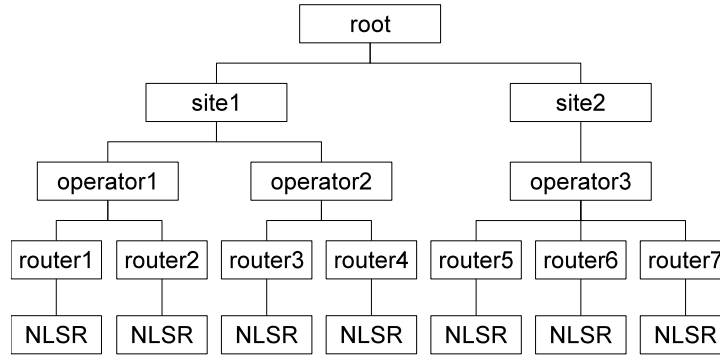 root
site1 site2
operator1 operator2 operator3
router1 router2 router3 router4 router5 router6 router7
NLSR NLSR NLSR NLSR NLSR NLSR NLSR